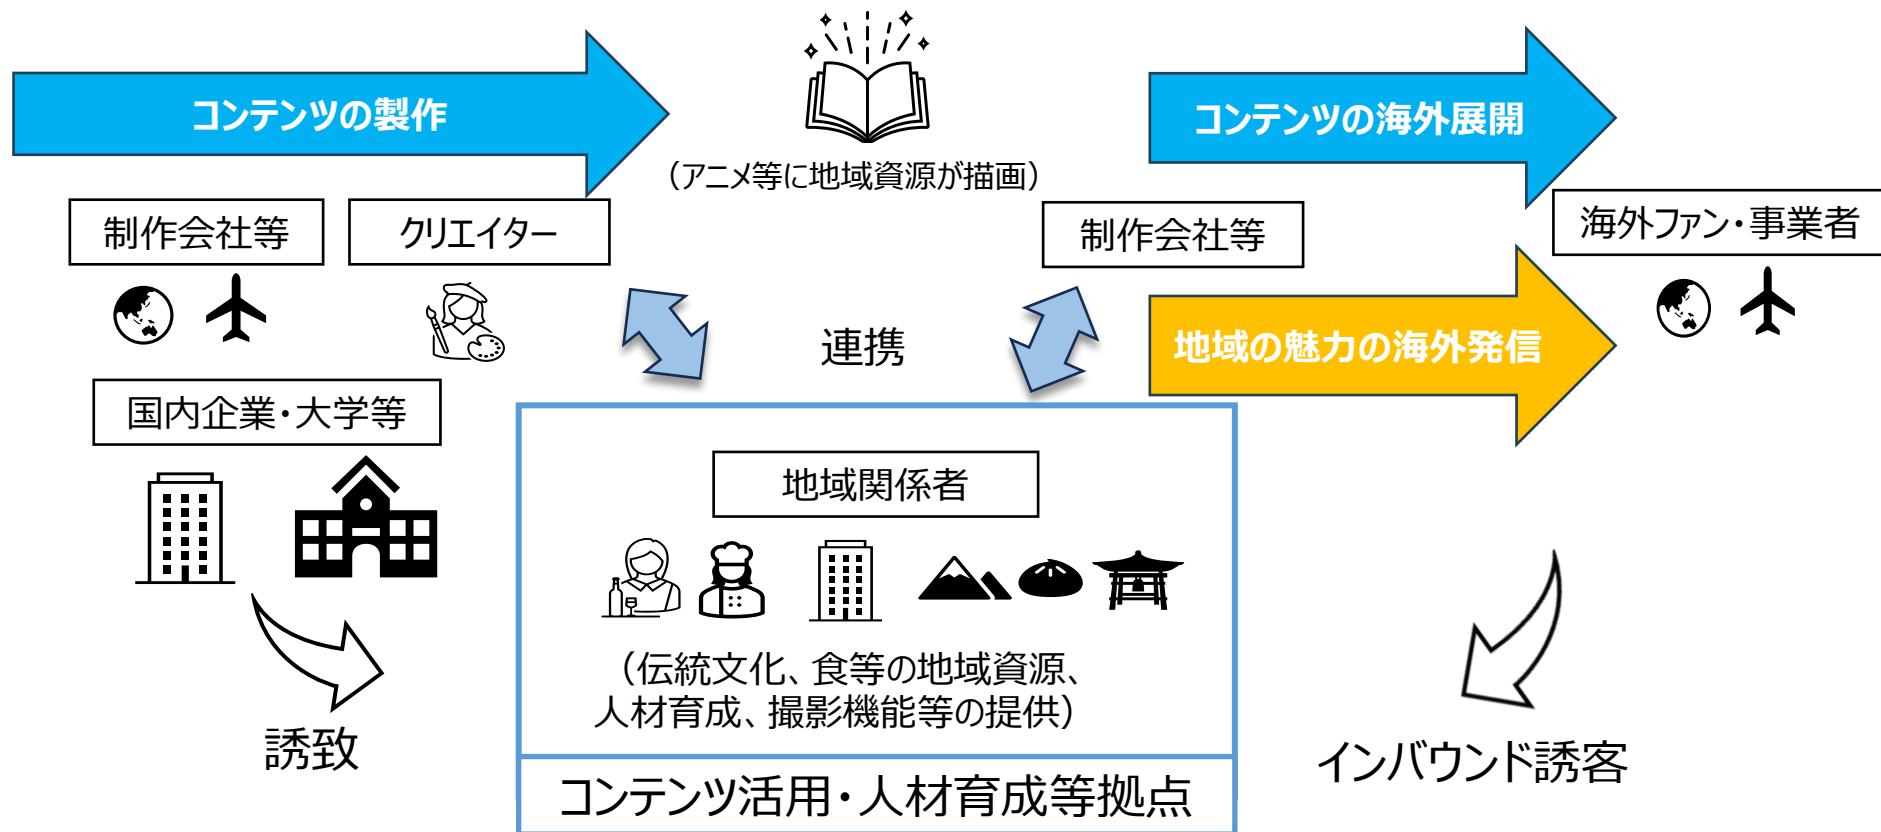 コンテンツの製作
（アニメ等に地域資源が描画）
コンテンツの海外展開
制作会社等
クリエイター
制作会社等
海外ファン・事業者
連携
地域の魅力の海外発信
国内企業・大学等
地域関係者
（伝統文化、食等の地域資源、
人材育成、撮影機能等の提供）
誘致
インバウンド誘客
コンテンツ活用・人材育成等拠点